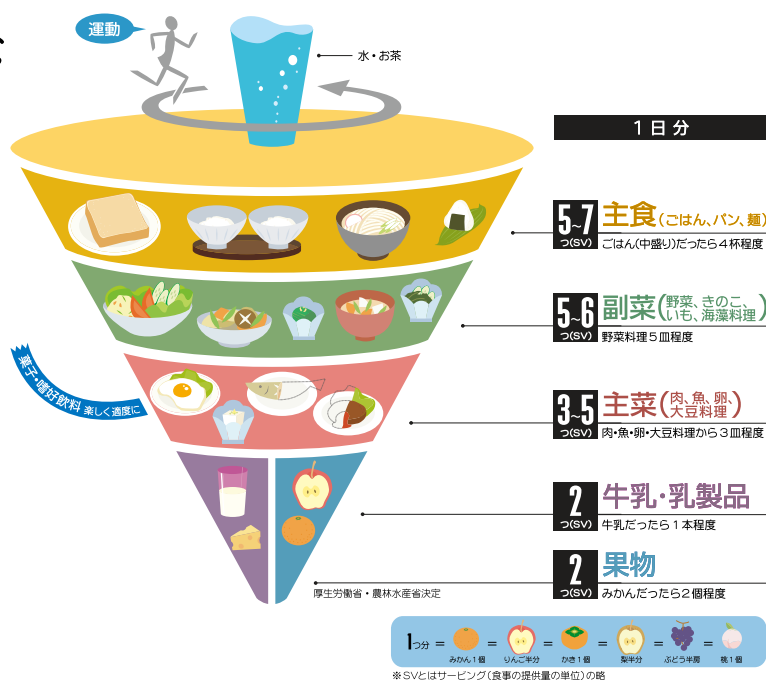 運動
水・お茶
1日分
5~7
つ(SV)
主食(ごはん、パン、麺)
ごはん(中盛り)だったら4杯程度
5~6
つ(SV)
副菜(野菜、きのこ、
いも、海藻料理)
野菜料理5皿程度
菓子・嗜好飲料 楽しく適度に
3~5
つ(SV)
主菜(肉、魚、卵、
大豆料理)
肉・魚・卵・大豆料理から3皿程度
2
つ(SV)
牛乳・乳製品
牛乳だったら1本程度
2
つ(SV)
果物
みかんだったら2個程度
厚生労働省・農林水産省決定
1つ分 = = = = = =
みかん1個 りんご半分 かき1個 梨半分 ぶどう半房 桃1個
※SVとはサービング(食事の提供量の単位)の略